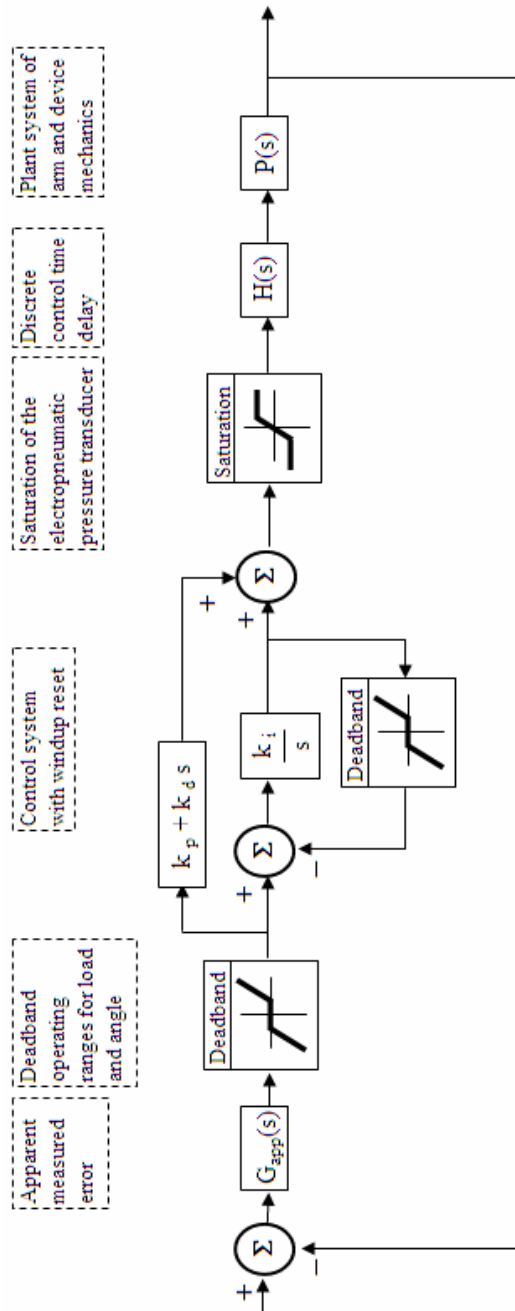 Apparent
measured
error
Deadband
operating
ranges for load
and angle
Control system
with windup reset
Saturation of the
electropneumatic
pressure transducer
Discrete
control time
delay
Plant system of
arm and device
mechanics
+
Σ
−
G_app(s)
Deadband
k_p + k_d s
+
Σ
−
k_i
s
Deadband
+
+
Σ
Saturation
H(s)
P(s)